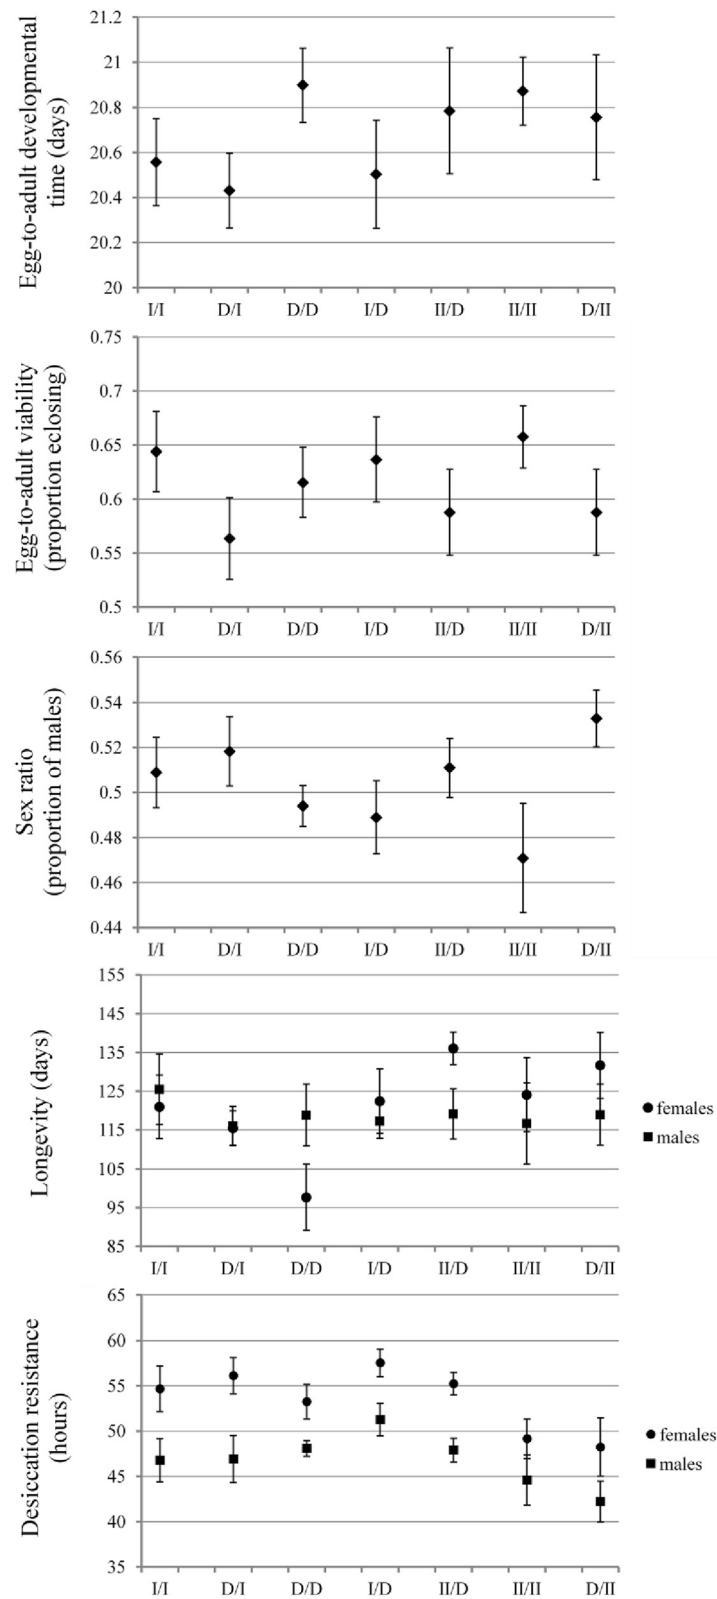 Egg-to-adult developmental
time (days)
21.2
21
20.8
20.6
20.4
20.2
20
I/I D/I D/D I/D II/D II/II D/II
Egg-to-adult viability
(proportion eclosing)
0.75
0.7
0.65
0.6
0.55
0.5
I/I D/I D/D I/D II/D II/II D/II
Sex ratio
(proportion of males)
0.56
0.54
0.52
0.5
0.48
0.46
0.44
I/I D/I D/D I/D II/D II/II D/II
Longevity (days)
155
145
135
125
115
105
95
85
I/I D/I D/D I/D II/D II/II D/II
females
males
Desiccation resistance
(hours)
65
60
55
50
45
40
35
I/I D/I D/D I/D II/D II/II D/II
females
males